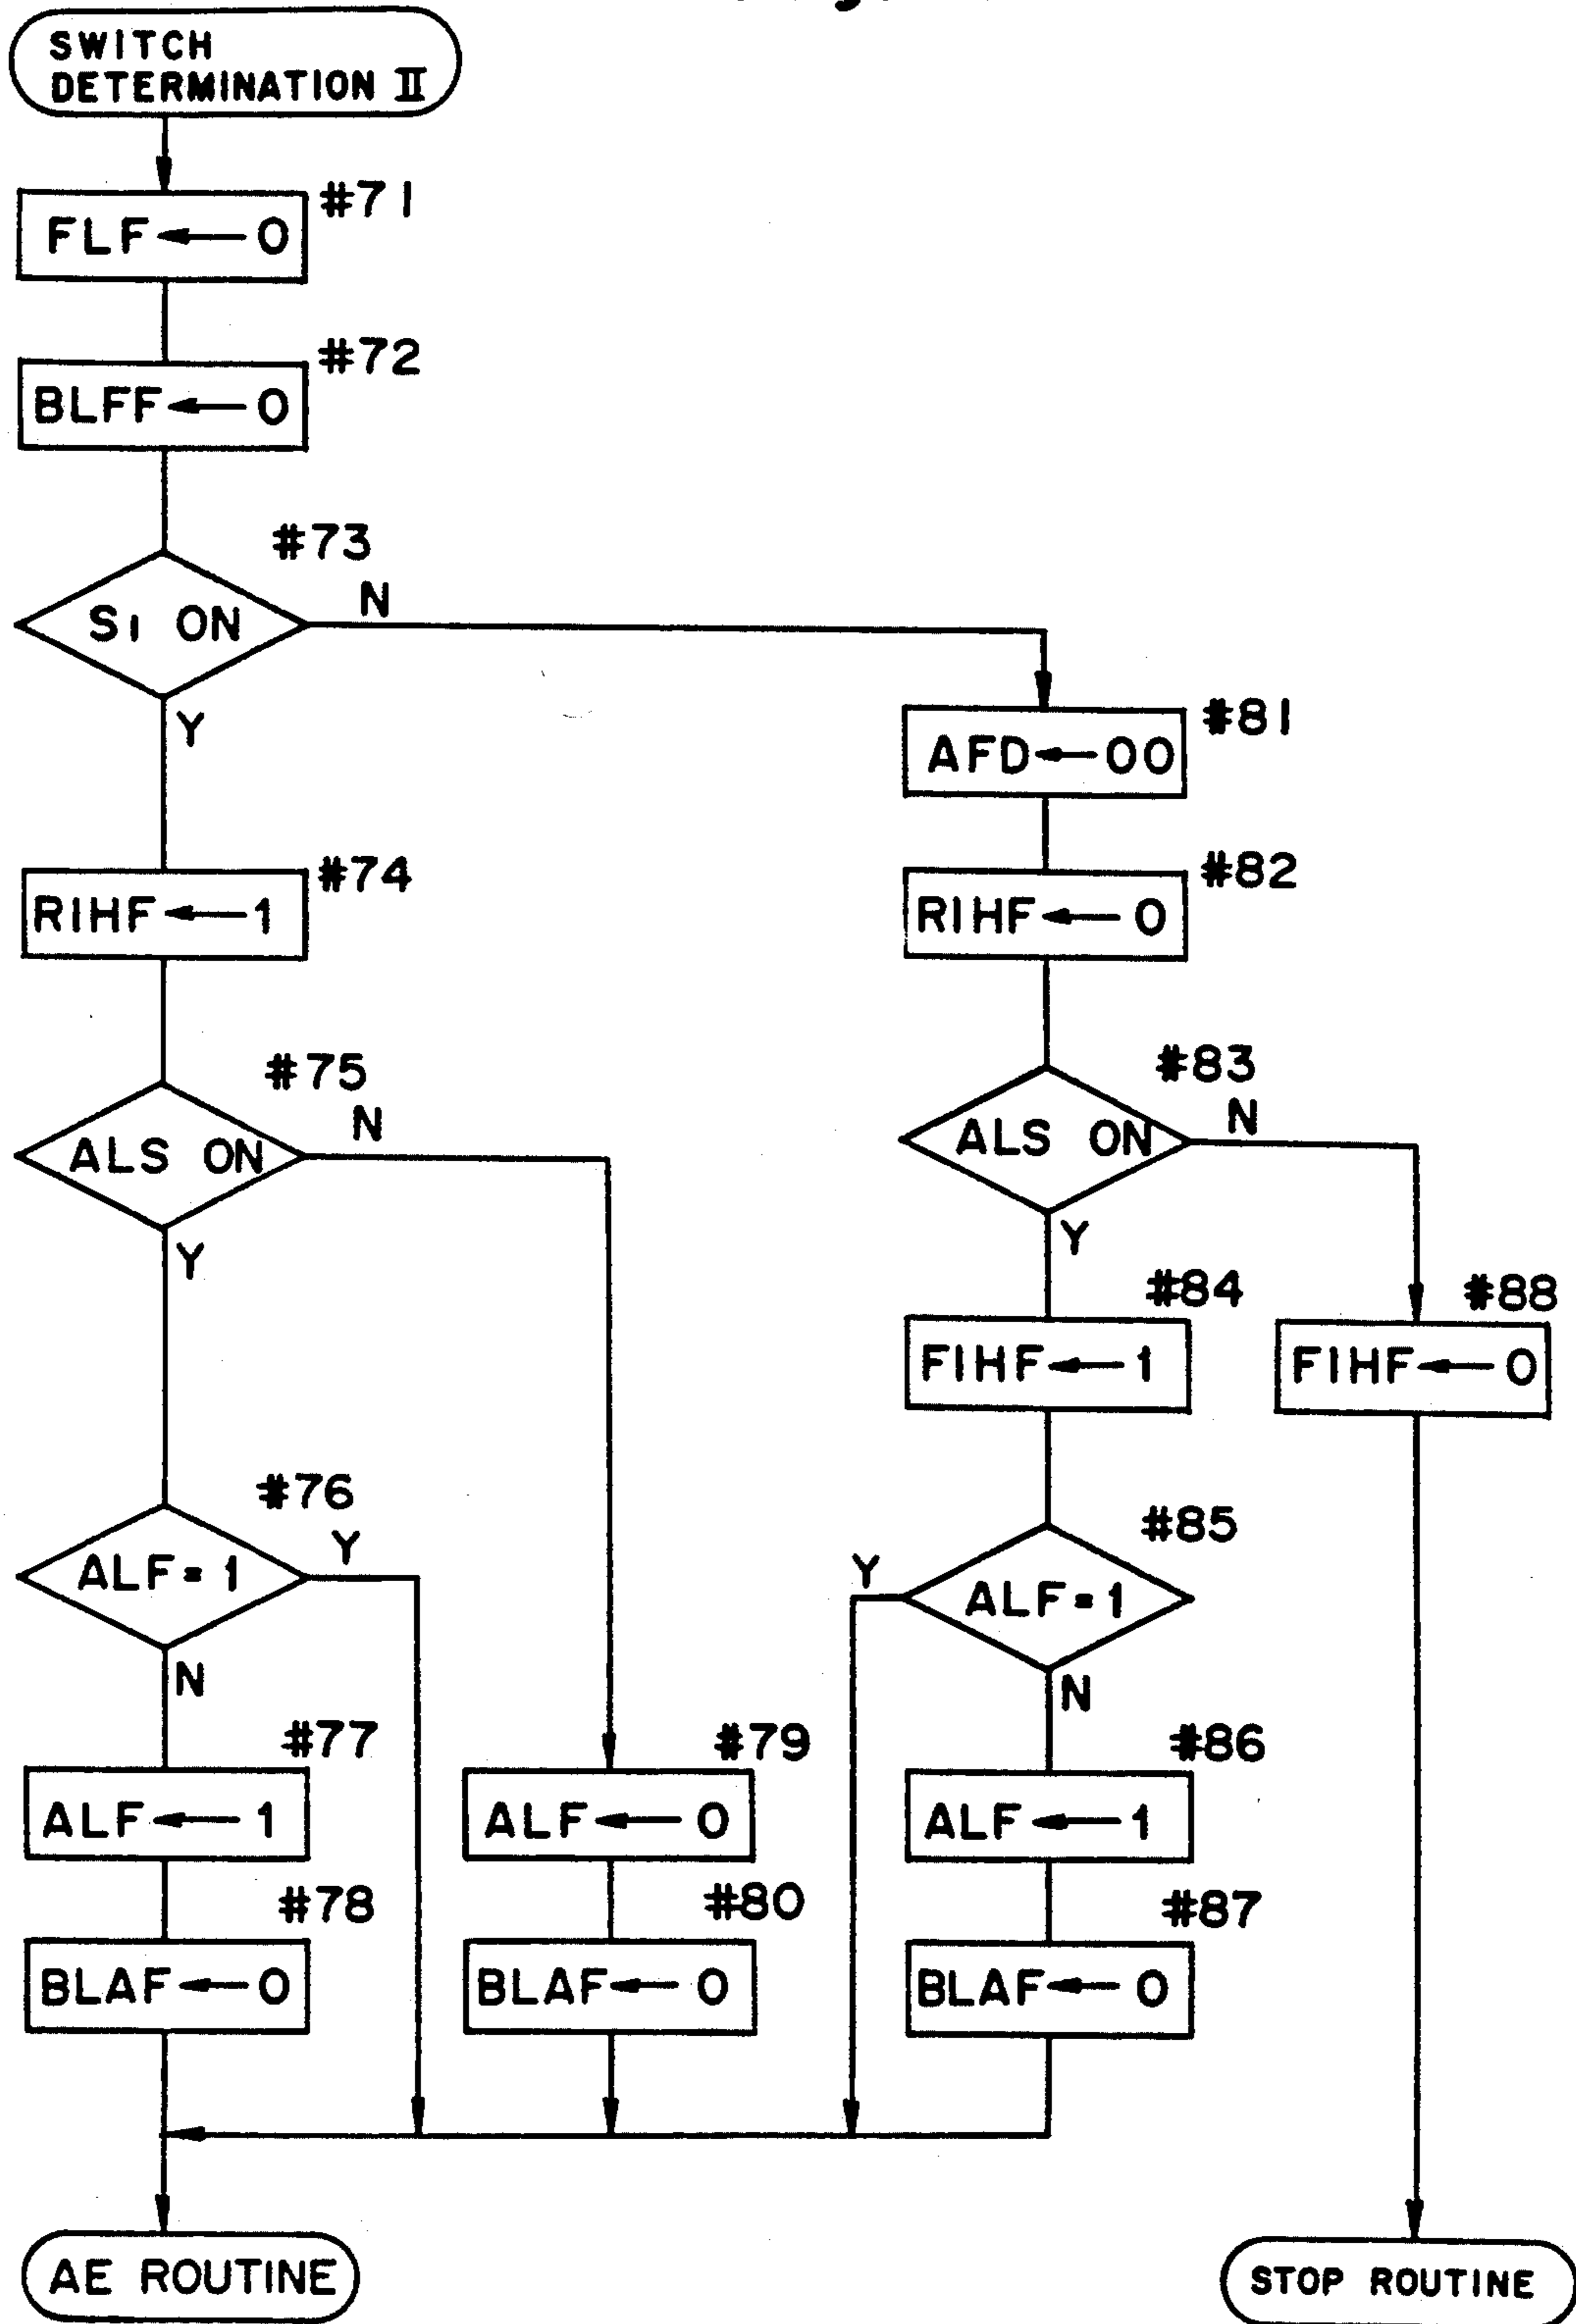 SWITCH
DETERMINATION II
#71
FLF ← 0
#72
BLFF ← 0
#73
S1 ON
N
Y
#81
AFD ← 00
#74
RIHF ← 1
#82
RIHF ← 0
#75
ALS ON
N
Y
#83
ALS ON
N
Y
#84
FIHF ← 1
#88
FIHF ← 0
#76
ALF = 1
Y
N
#85
Y
ALF = 1
N
#77
ALF ← 1
#79
ALF ← 0
#86
ALF ← 1
#78
BLAF ← 0
#80
BLAF ← 0
#87
BLAF ← 0
AE ROUTINE
STOP ROUTINE